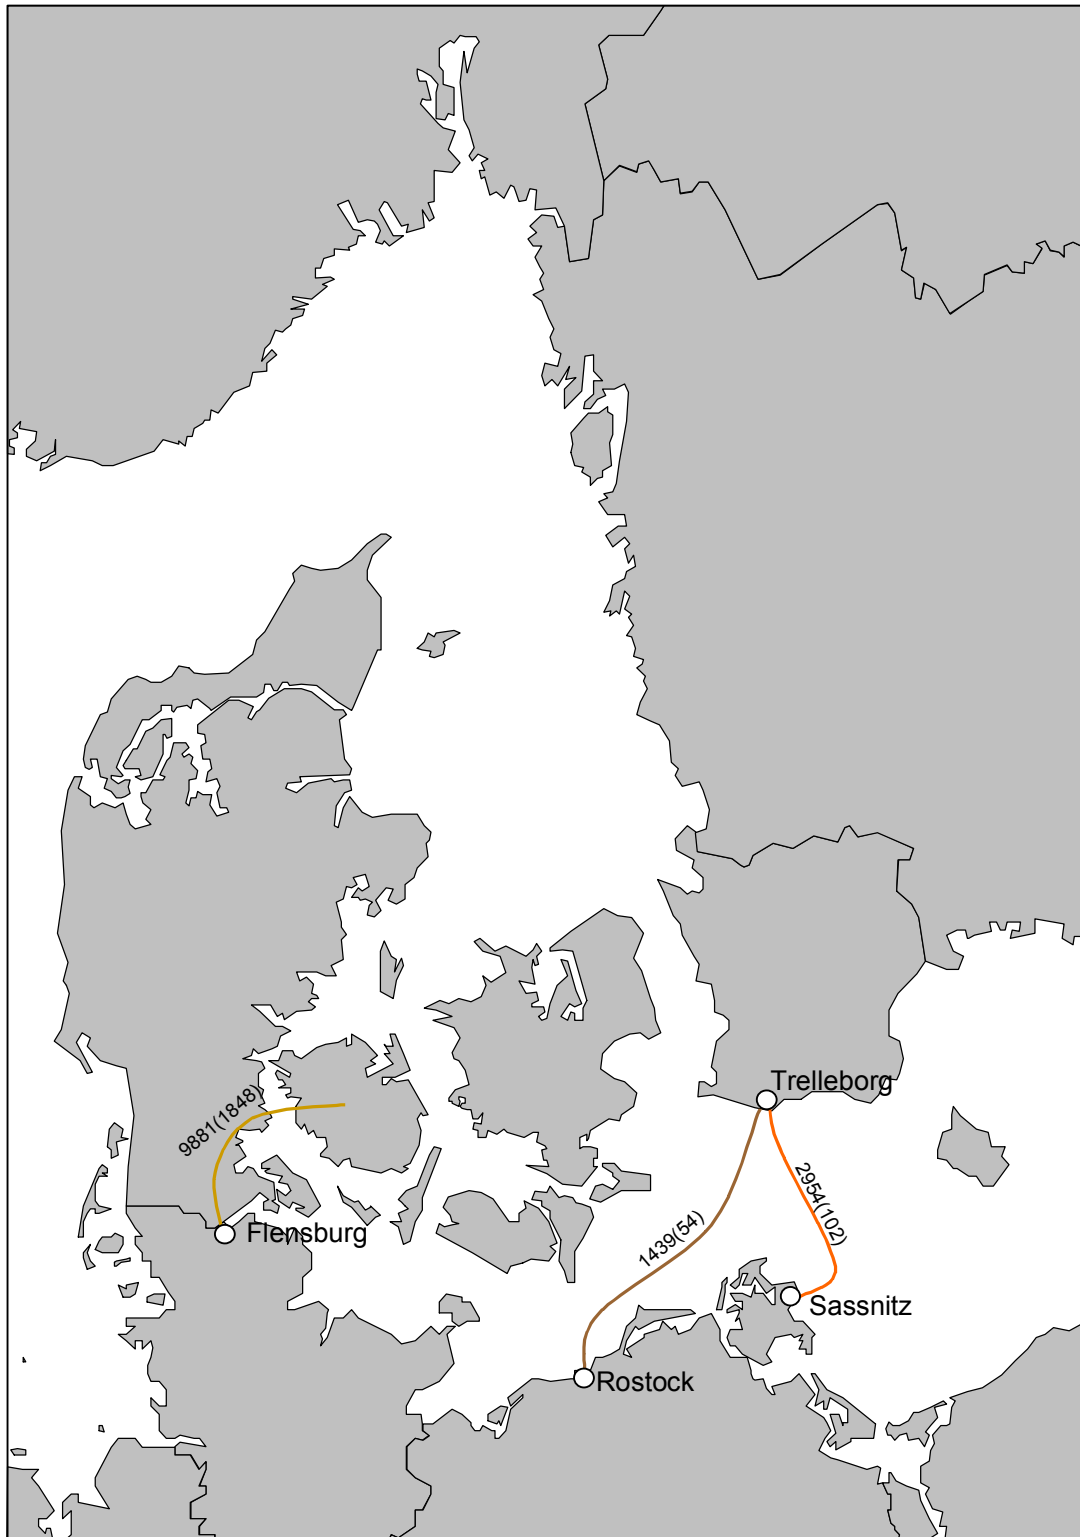 Trelleborg
9881(1848)
2954(102)
Flensburg
1439(54)
Sassnitz
Rostock